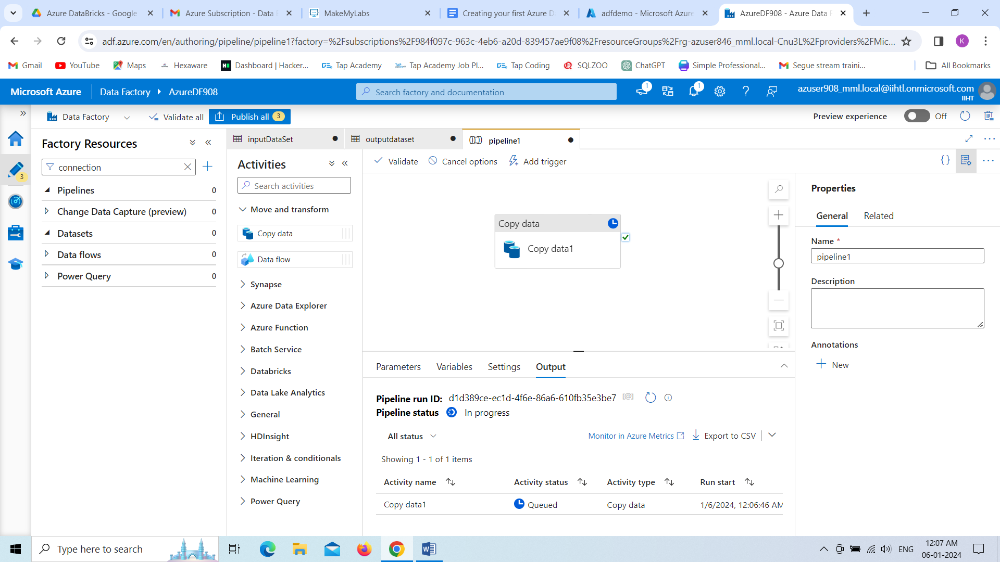 Azure DataBricks - Google
Azure Subscription - Data
MakeMyLabs
Creating your first Azure D
adfdemo - Microsoft Azure
AzureDF908 - Azure Data F
adf.azure.com/en/authoring/pipeline/pipeline1?factory=%2Fsubscriptions%2F984f097c-963c-4eb6-a20d-839457ae9f08%2FresourceGroups%2Frg-azuser846_mml.local-Cnu3L%2Fproviders%2FMic...
K
Gmail
YouTube
Maps
Hexaware
Dashboard | Hacker...
Tap Academy
Tap Academy Job Pl...
Tap Coding
SQLZOO
ChatGPT
Simple Professional...
Segue stream traini...
All Bookmarks
Microsoft Azure
Data Factory
AzureDF908
Search factory and documentation
1
1
azuser908_mml.local@iihtl.onmicrosoft.com
IIHT
Data Factory
Validate all
Publish all 3
Preview experience
Off
3
Factory Resources
connection
Pipelines 0
Change Data Capture (preview) 0
Datasets 0
Data flows 0
Power Query 0
inputDataSet
outputdataset
pipeline1
Activities
Search activities
Move and transform
Copy data
Data flow
Synapse
Azure Data Explorer
Azure Function
Batch Service
Databricks
Data Lake Analytics
General
HDInsight
Iteration & conditionals
Machine Learning
Power Query
Validate
Cancel options
Add trigger
Copy data
Copy data1
Parameters
Variables
Settings
Output
Pipeline run ID: d1d389ce-ec1d-4f6e-86a6-610fb35e3be7
Pipeline status In progress
All status
Monitor in Azure Metrics
Export to CSV
Showing 1 - 1 of 1 items
Activity name Activity status Activity type Run start
Copy data1 Queued Copy data 1/6/2024, 12:06:46 AM
Properties
General
Related
Name *
pipeline1
Description
Annotations
New
Type here to search
ENG
12:07 AM
06-01-2024